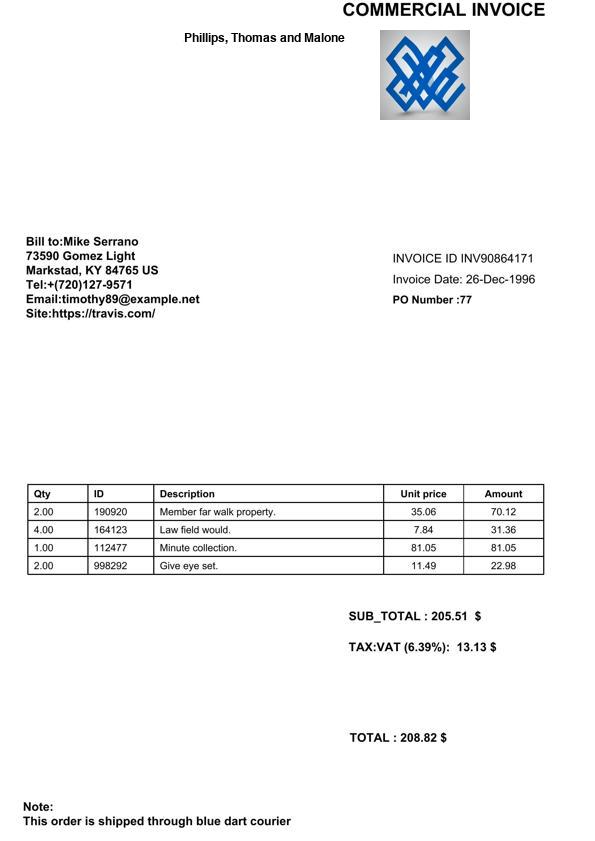 COMMERCIAL INVOICE
Phillips, Thomas and Malone
Bill to:Mike Serrano
73590 Gomez Light
Markstad, KY 84765 US
Tel:+(720)127-9571
Email:timothy89@example.net
Site:https://travis.com/
INVOICE ID INV90864171
Invoice Date: 26-Dec-1996
PO Number :77
Qty ID Description Unit price Amount
2.00 190920 Member far walk property. 35.06 70.12
4.00 164123 Law field would. 7.84 31.36
1.00 112477 Minute collection. 81.05 81.05
2.00 998292 Give eye set. 11.49 22.98
SUB_TOTAL : 205.51 $
TAX:VAT (6.39%): 13.13 $
TOTAL : 208.82 $
Note:
This order is shipped through blue dart courier